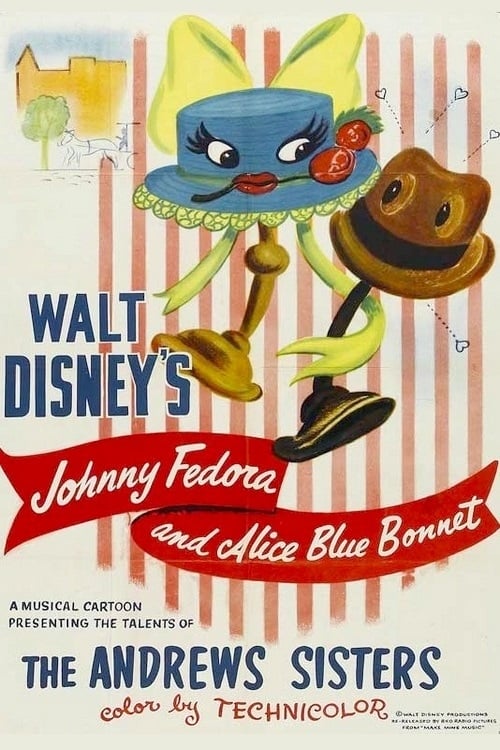 WALT
DISNEY'S
Johnny Fedora
and Alice Blue Bonnet
A MUSICAL CARTOON
PRESENTING THE TALENTS OF
THE ANDREWS SISTERS
color by TECHNICOLOR
©WALT DISNEY PRODUCTIONS
RE-RELEASED BY RKO RADIO PICTURES
FROM "MAKE MINE MUSIC"